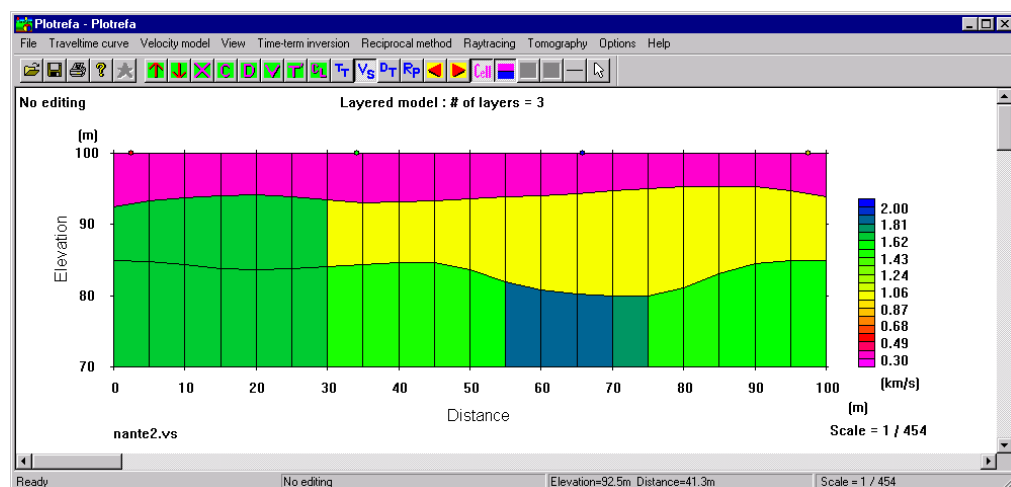 Plotrefa - Plotrefa
File Traveltime curve Velocity model View Time-term inversion Reciprocal method Raytracing Tomography Options Help
C D T TT VS DT RP Cell
No editing
Layered model : # of layers = 3
(m)
100
90
80
70
Elevation
0 10 20 30 40 50 60 70 80 90 100
(m)
Distance
nante2.vs
Scale = 1 / 454
2.00
1.81
1.62
1.43
1.24
1.06
0.87
0.68
0.49
0.30
(km/s)
Ready No editing Elevation=92.5m Distance=41.3m Scale = 1 / 454